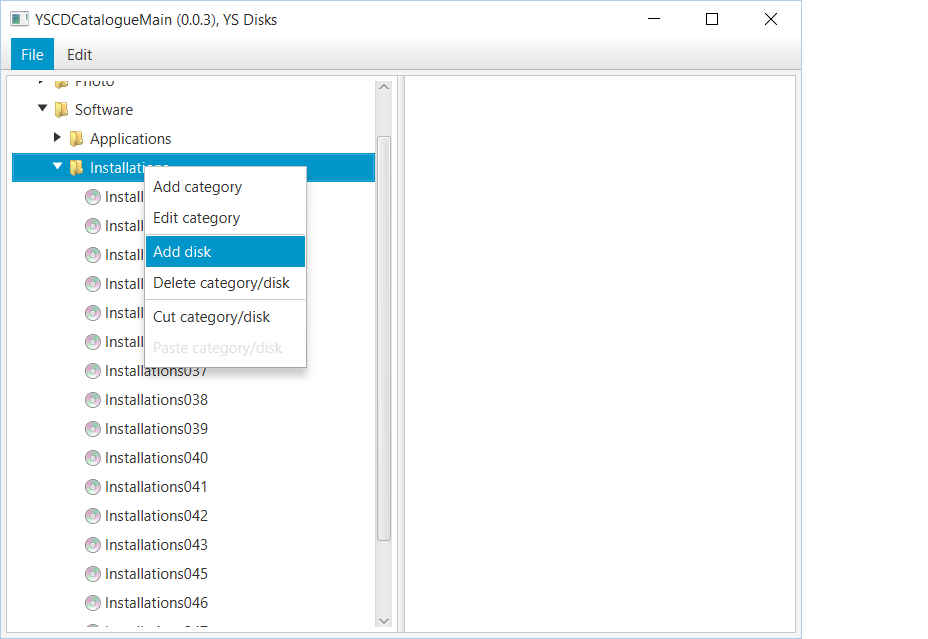 YSCDCatalogueMain (0.0.3), YS Disks
File Edit
Photo
Software
Applications
Installations
Add category
Edit category
Add disk
Delete category/disk
Cut category/disk
Paste category/disk
Install
Install
Install
Install
Install
Install
Installations037
Installations038
Installations039
Installations040
Installations041
Installations042
Installations043
Installations045
Installations046